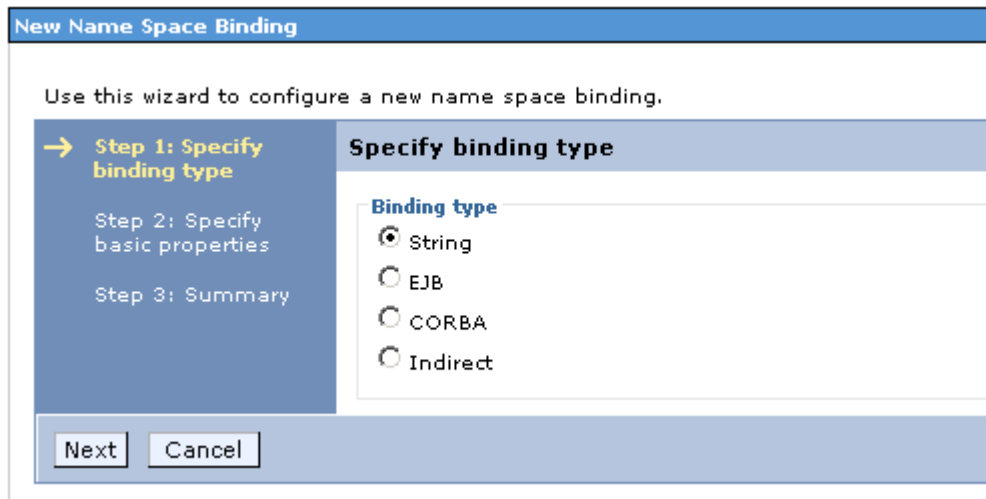 New Name Space Binding
Use this wizard to configure a new name space binding.
Step 1: Specify
binding type
Step 2: Specify
basic properties
Step 3: Summary
Specify binding type
Binding type
String
EJB
CORBA
Indirect
Next
Cancel